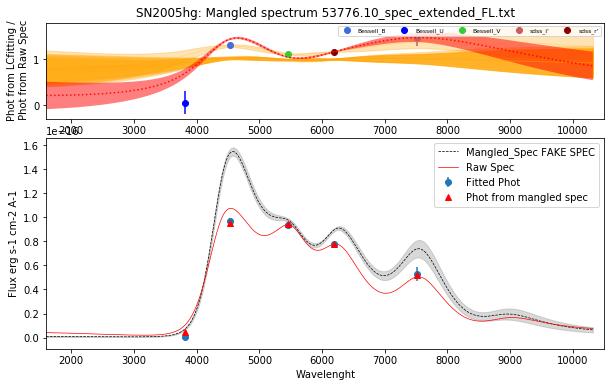 SN2005hg: Mangled spectrum 53776.10_spec_extended_FL.txt
Phot from LCfitting /
Phot from Raw Spec
Bessell_B Bessell_U Bessell_V sdss_i' sdss_r'
1
0
2000 3000 4000 5000 6000 7000 8000 9000 10000
Flux erg s-1 cm-2 A-1
1.6
1.4
1.2
1.0
0.8
0.6
0.4
0.2
0.0
Mangled_Spec FAKE SPEC
Raw Spec
Fitted Phot
Phot from mangled spec
2000 3000 4000 5000 6000 7000 8000 9000 10000
Wavelenght